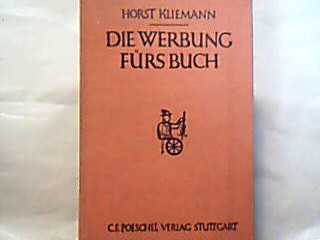 HORST KLIEMANN
DIE WERBUNG
FÜRS BUCH
C.E.POESCHEL VERLAG STUTTGART